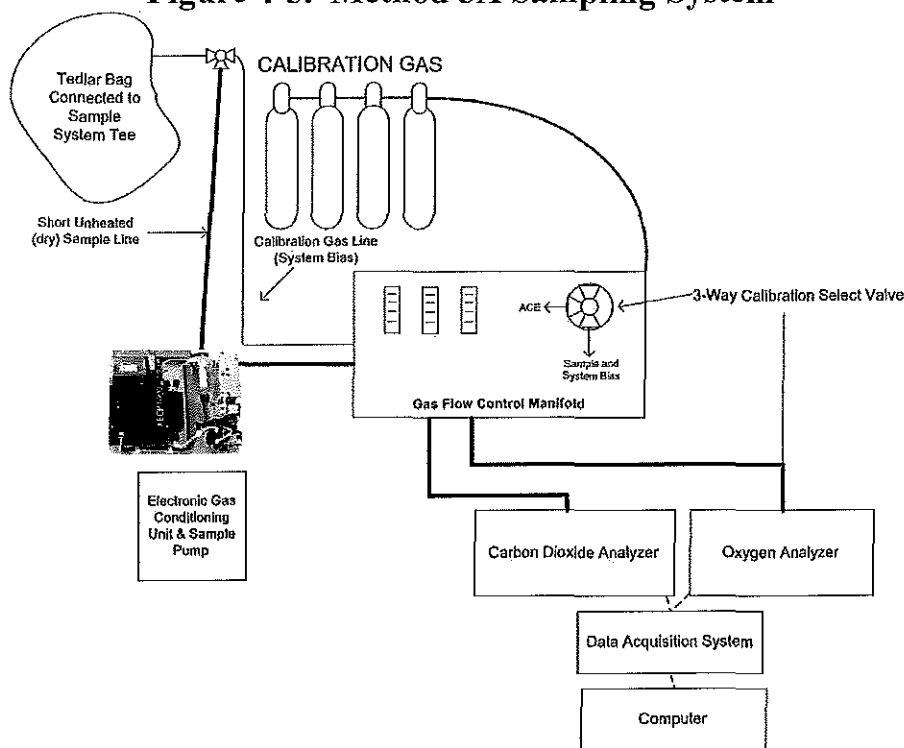 Figure 4-3. Method 3A Sampling System
CALIBRATION GAS
Tedlar Bag
Connected to
Sample
System Tee
Short Unheated
(dry) Sample Line
Calibration Gas Line
(System Bias)
ACE
3-Way Calibration Select Valve
Sample and
System Bias
Gas Flow Control Manifold
Electronic Gas
Conditioning
Unit & Sample
Pump
Carbon Dioxide Analyzer
Oxygen Analyzer
Data Acquisition System
Computer